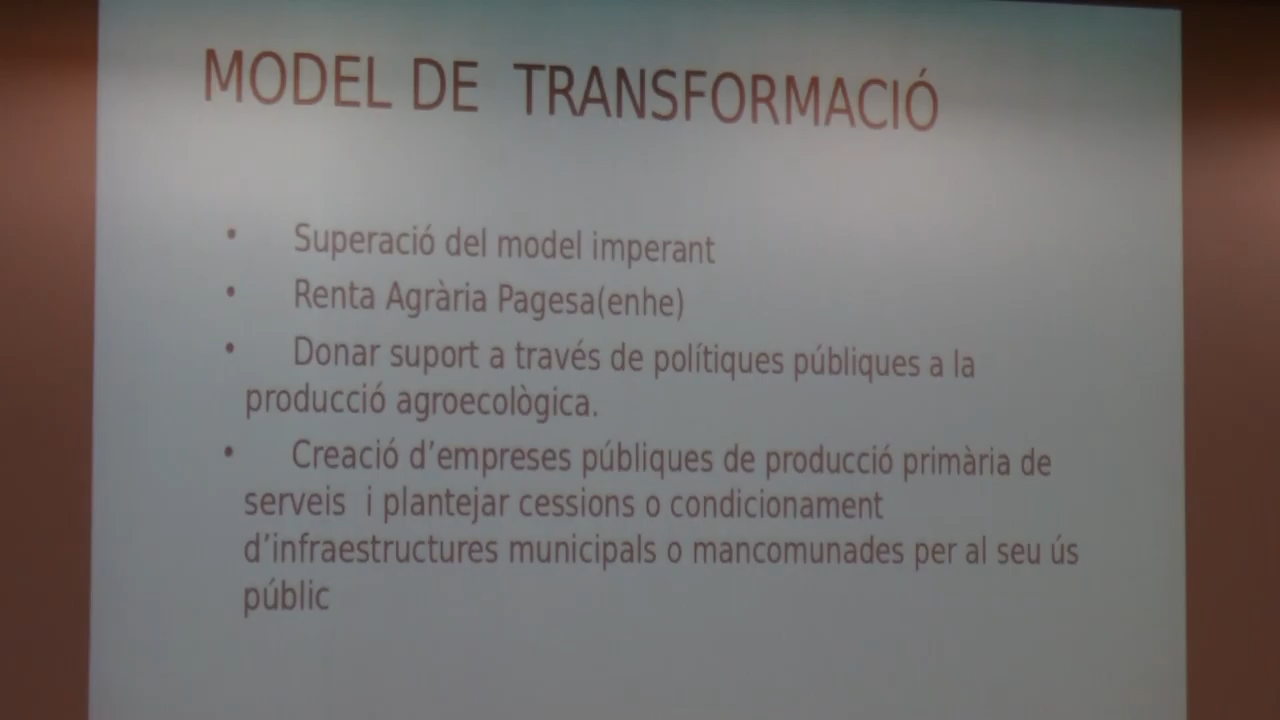 MODEL DE TRANSFORMACIÓ
• Superació del model imperant
• Renta Agrària Pagesa(enhe)
• Donar suport a través de polítiques públiques a la
producció agroecològica.
• Creació d’empreses públiques de producció primària de
serveis i plantejar cessions o condicionament
d’infraestructures municipals o mancomunades per al seu ús
públic